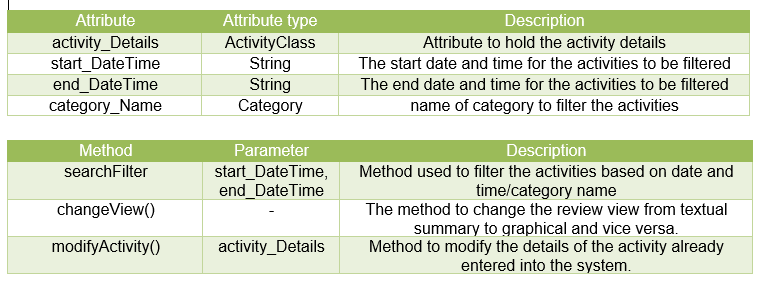 Attribute Attribute type Description
activity_Details ActivityClass Attribute to hold the activity details
start_DateTime String The start date and time for the activities to be filtered
end_DateTime String The end date and time for the activities to be filtered
category_Name Category name of category to filter the activities
Method Parameter Description
searchFilter start_DateTime, Method used to filter the activities based on date and
end_DateTime time/category name
changeView() - The method to change the review view from textual
summary to graphical and vice versa.
modifyActivity() activity_Details Method to modify the details of the activity already
entered into the system.